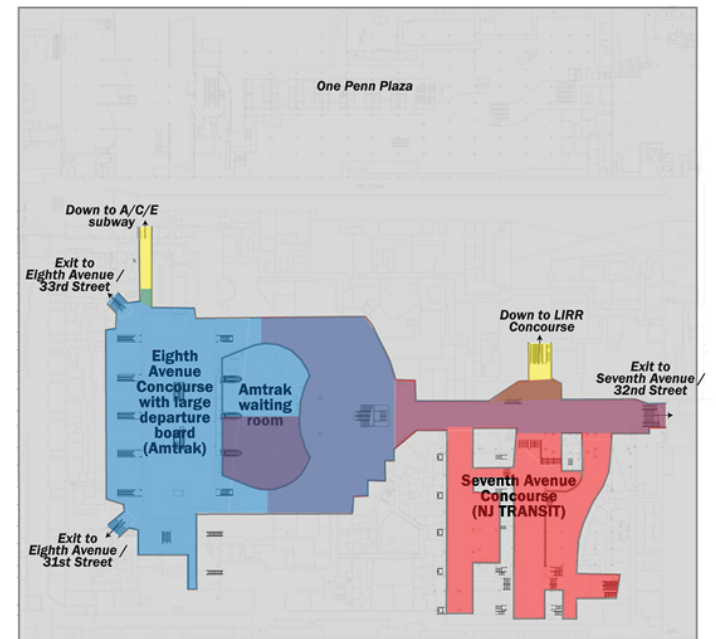 One Penn Plaza
Down to A/C/E
subway
Exit to
Eighth Avenue /
33rd Street
Down to LIRR
Concourse
Exit to
Seventh Avenue /
32nd Street
Eighth
Avenue
Concourse
with large
departure
board
(Amtrak)
Amtrak
waiting
room
Seventh Avenue
Concourse
(NJ TRANSIT)
Exit to
Eighth Avenue /
31st Street